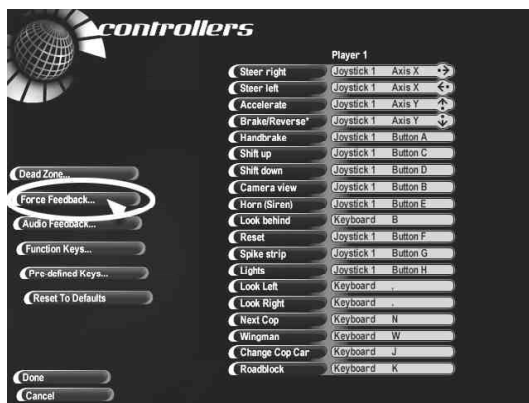 controllers
Player 1
Steer right Joystick 1 Axis X
Steer left Joystick 1 Axis X
Accelerate Joystick 1 Axis Y
Brake/Reverse* Joystick 1 Axis Y
Handbrake Joystick 1 Button A
Shift up Joystick 1 Button C
Shift down Joystick 1 Button D
Camera view Joystick 1 Button B
Horn (Siren) Joystick 1 Button E
Look behind Keyboard B
Reset Joystick 1 Button F
Spike strip Joystick 1 Button G
Lights Joystick 1 Button H
Look Left Keyboard ,
Look Right Keyboard .
Next Cop Keyboard N
Wingman Keyboard W
Change Cop Car Keyboard J
Roadblock Keyboard K
Dead Zone...
Force Feedback...
Audio Feedback...
Function Keys...
Pre-defined Keys...
Reset To Defaults
Done
Cancel